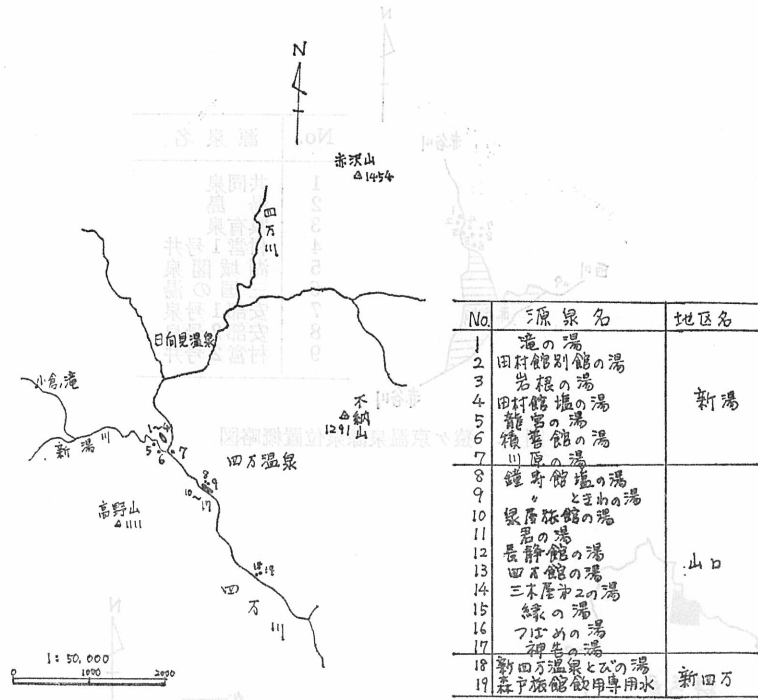 N
赤沢山
△1454
四万川
日向見温泉
小倉ノ滝
不納山
1291△
新湯川
1〜4
5
6
7
四万温泉
8
9
10〜17
高野山
△1111
18
19
四万川
1:50,000
0 1000 2000
No. 源泉名 地区名
1 滝の湯
2 田村館別館の湯
3 岩根の湯
4 田村館塩の湯 新湯
5 龍宮の湯
6 積善館の湯
7 川原の湯
8 鐘寿館塩の湯
9 〃 ときわの湯
10 泉屋旅館の湯
11 君の湯
12 長静館の湯
13 四万館の湯 山口
14 三木屋第2の湯
15 緑の湯
16 つばめの湯
17 神告の湯
18 新四万温泉とびの湯 新四万
19 森戸旅館飲用専用水